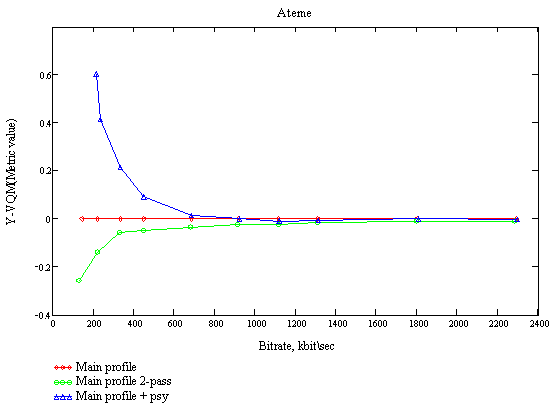 Ateme
Y-VQM(Metric value)
0.6
0.4
0.2
0
-0.2
-0.4
0 200 400 600 800 1000 1200 1400 1600 1800 2000 2200 2400
Bitrate, kbit\sec
Main profile
Main profile 2-pass
Main profile + psy